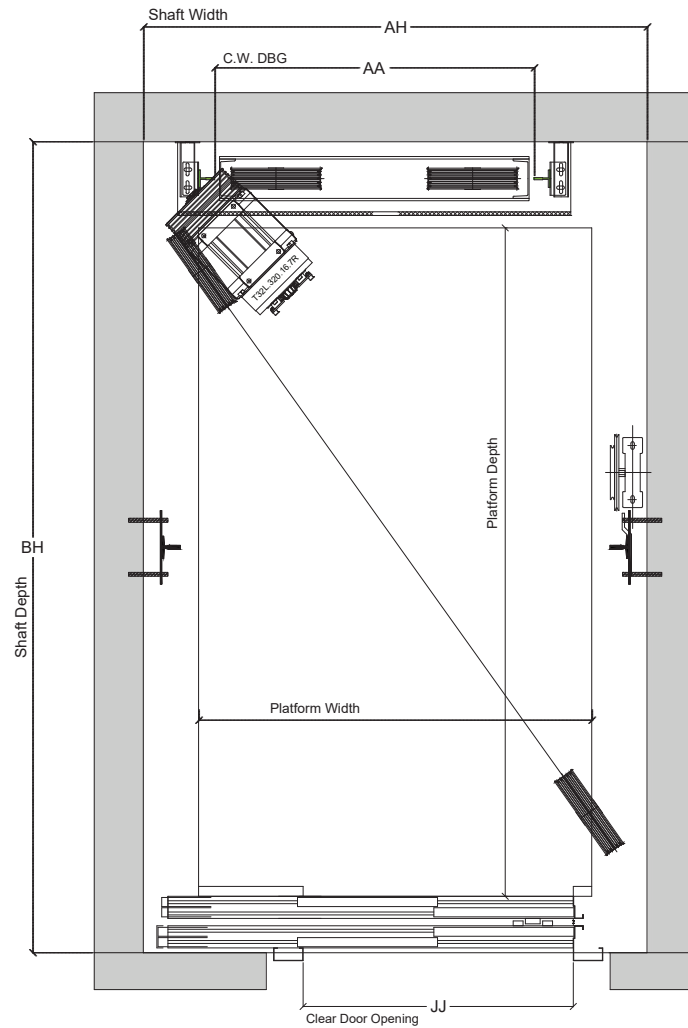 Shaft Width
AH
C.W. DBG
AA
T32L.320.16.7R
Platform Depth
BH
Shaft Depth
Platform Width
JJ
Clear Door Opening